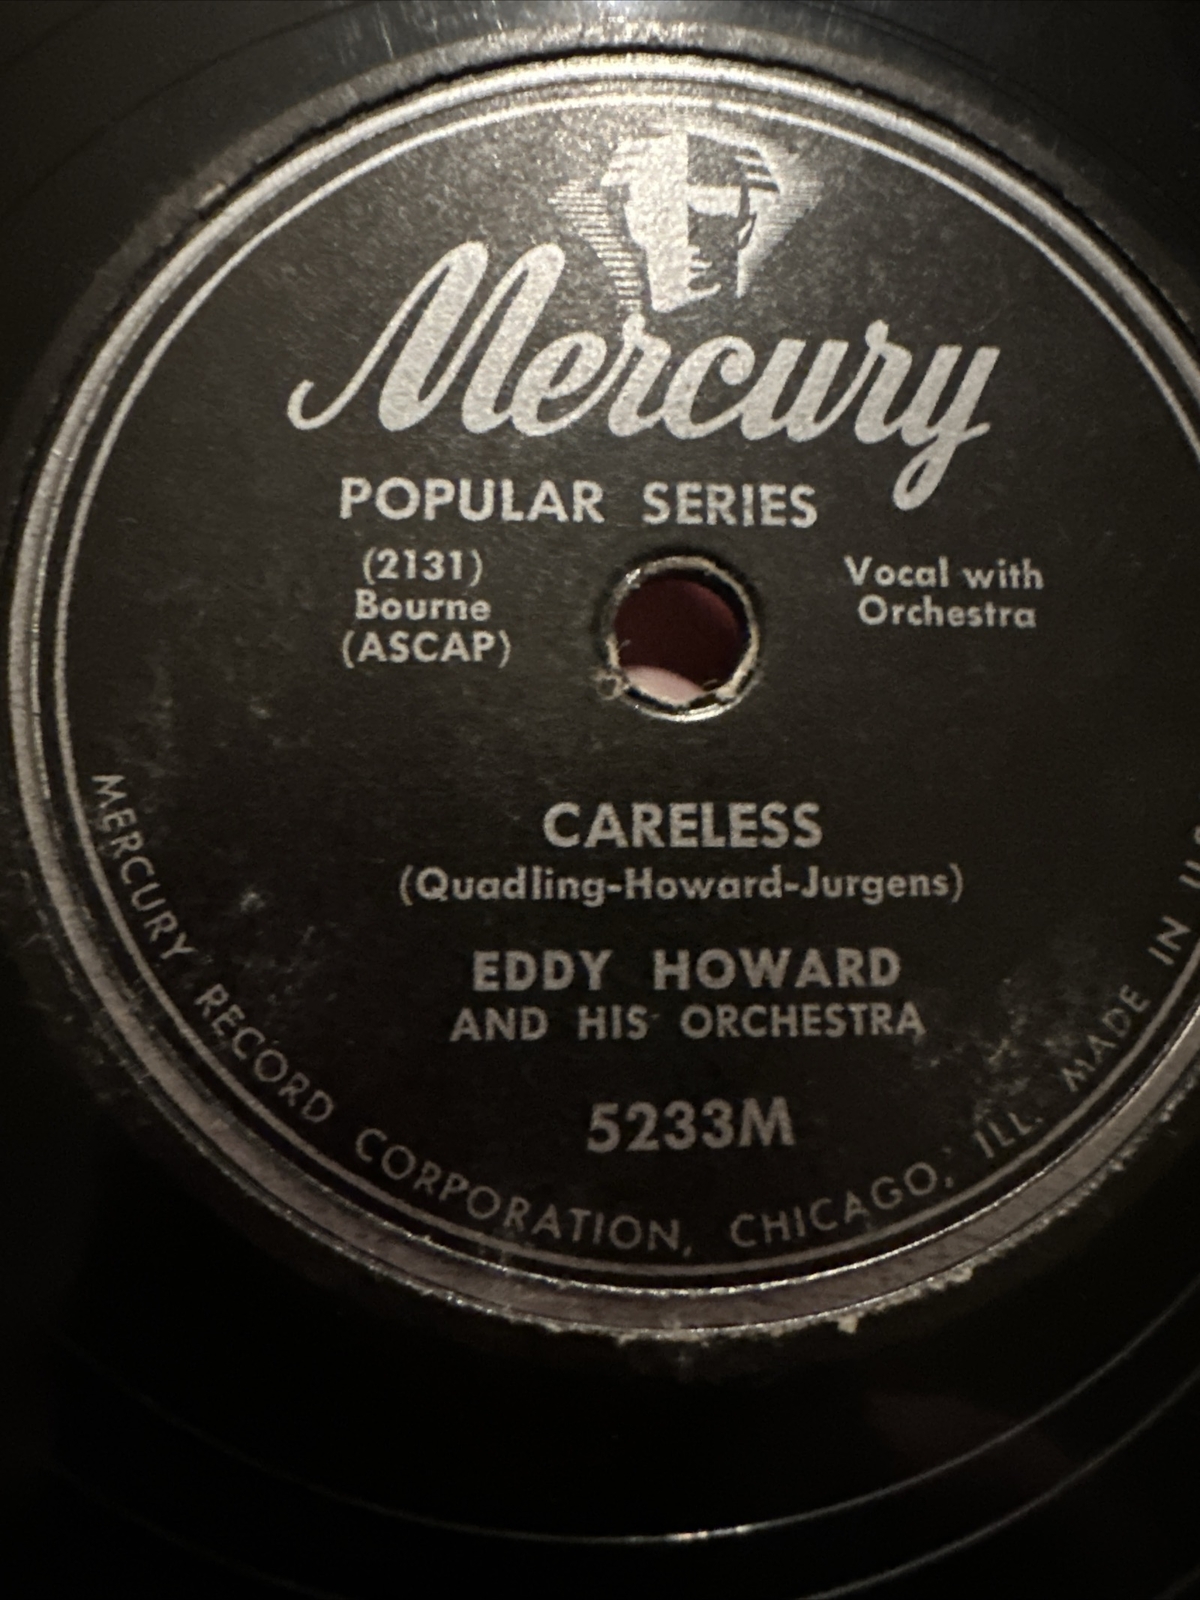 Mercury
POPULAR SERIES
(2131)
Bourne
(ASCAP)
Vocal with
Orchestra
CARELESS
(Quadling-Howard-Jurgens)
EDDY HOWARD
AND HIS ORCHESTRA
5233M
MERCURY RECORD CORPORATION, CHICAGO, ILL. MADE IN